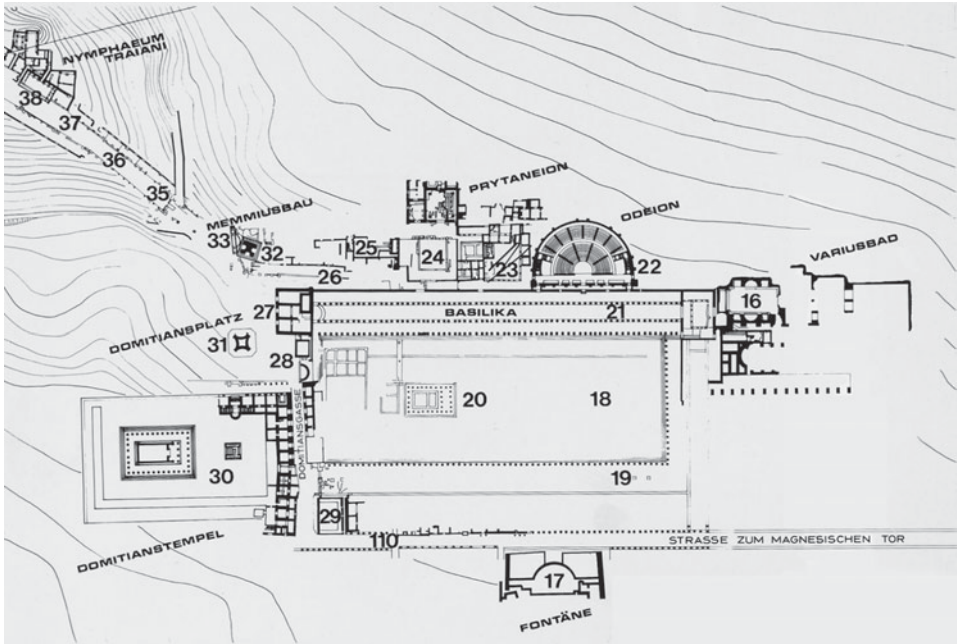 NYMPHAEUM
TRAIANI
38
37
36
35
MEMMIUSBAU
33
32
PRYTANEION
ODEION
25
24
23
22
26
VARIUSBAD
16
27
BASILIKA
21
DOMITIANSPLATZ
31
28
20
18
DOMITIANSGASSE
30
19
29
DOMITIANSTEMPEL
110
STRASSE ZUM MAGNESISCHEN TOR
17
FONTÄNE